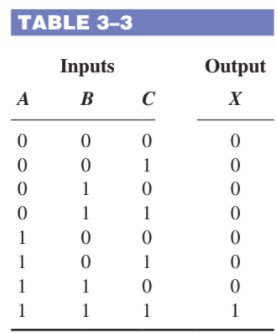 TABLE 3–3
Inputs Output
A B C X
0 0 0 0
0 0 1 0
0 1 0 0
0 1 1 0
1 0 0 0
1 0 1 0
1 1 0 0
1 1 1 1